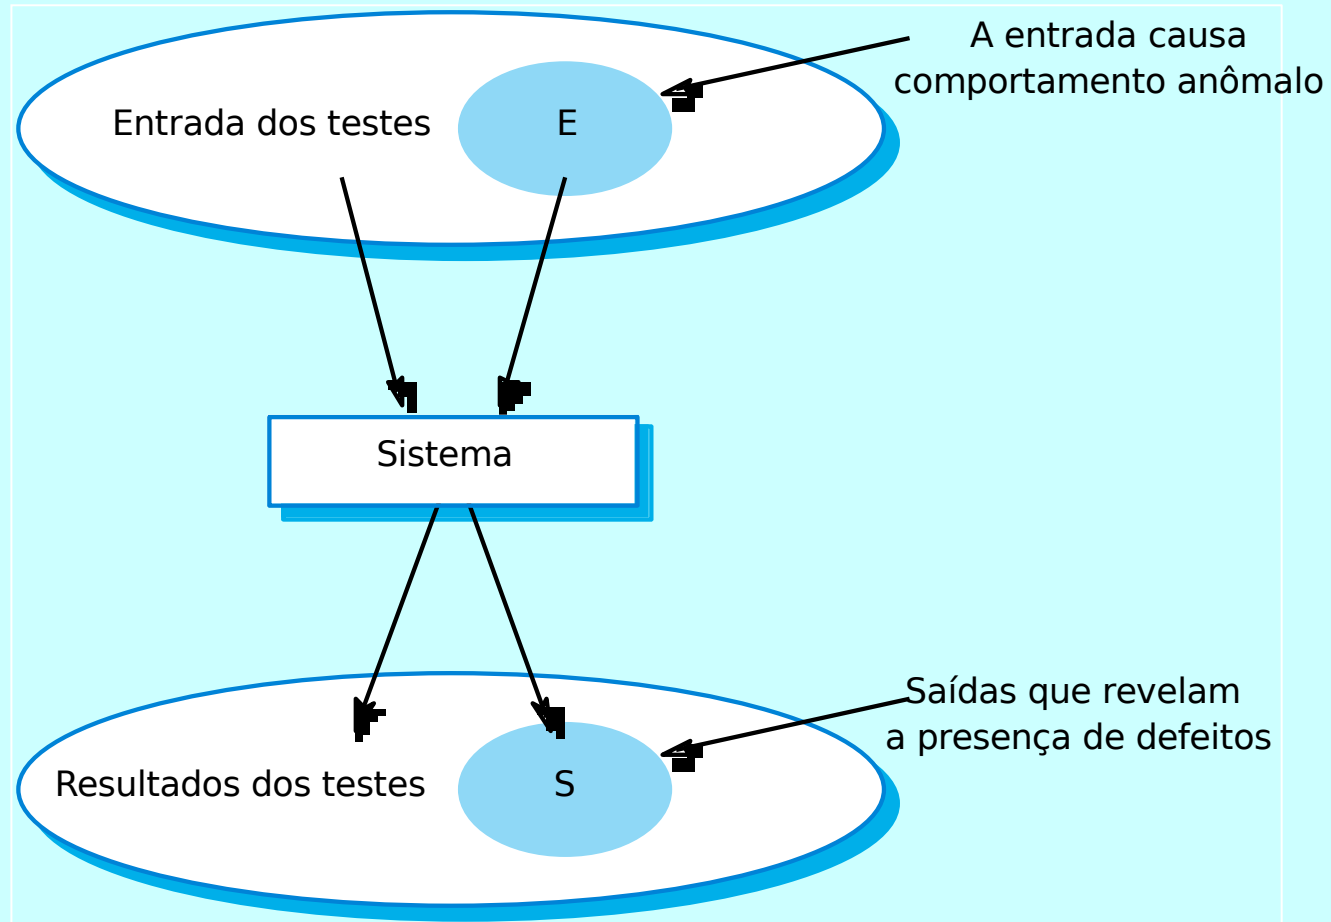 A entrada causa
comportamento anômalo
Entrada dos testes
E
Sistema
Saídas que revelam
a presença de defeitos
Resultados dos testes
S